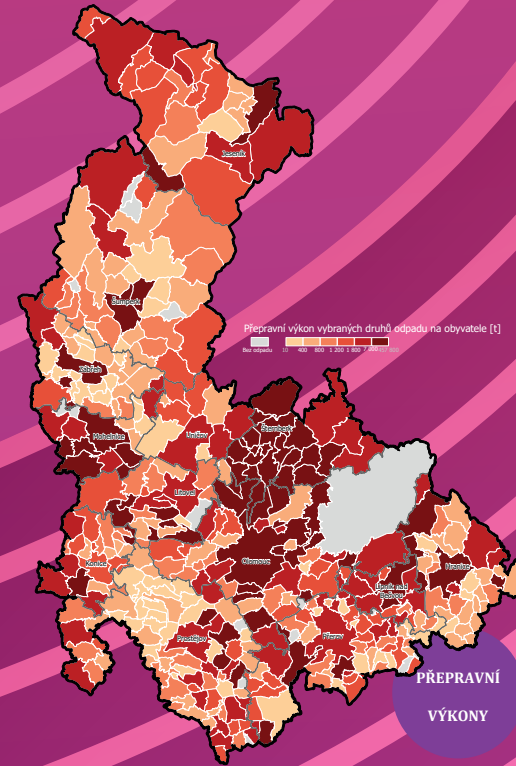 Jeseník
Šumperk
Přepravní výkon vybraných druhů odpadu na obyvatele [t]
Bez odpadu 10 400 800 1 200 1 800
Zábřeh
Šternberk
Mohelnice
Uničov
Litovel
Olomouc
Konice
Hranice
Lipník nad
Bečvou
Prostějov
Přerov
PŘEPRAVNÍ
VÝKONY